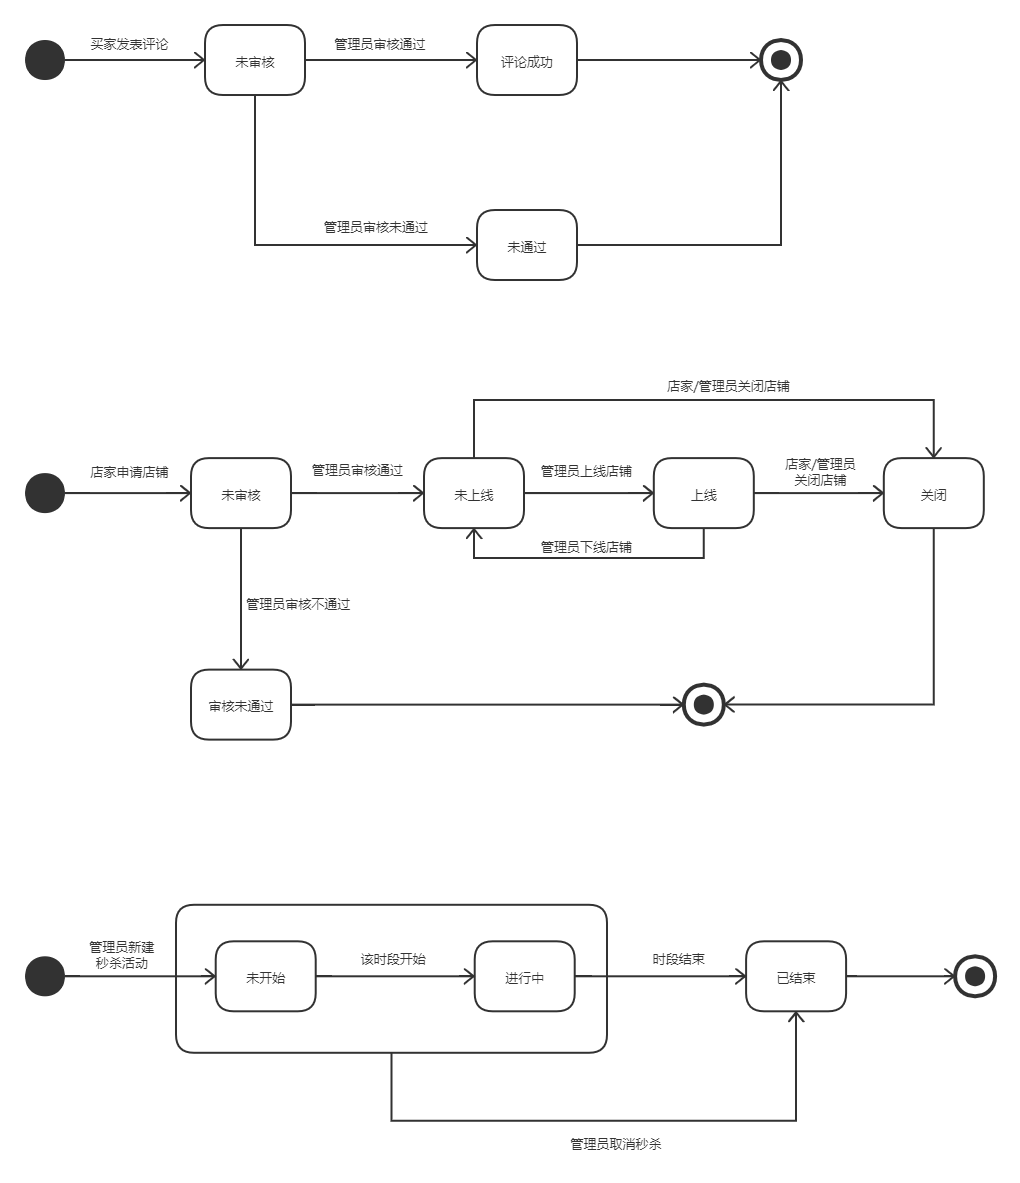 买家发表评论
未审核
管理员审核通过
评论成功
管理员审核未通过
未通过
店家/管理员关闭店铺
店家申请店铺
未审核
管理员审核通过
未上线
管理员上线店铺
上线
店家/管理员
关闭店铺
关闭
管理员下线店铺
管理员审核不通过
审核未通过
管理员新建
秒杀活动
未开始
该时段开始
进行中
时段结束
已结束
管理员取消秒杀